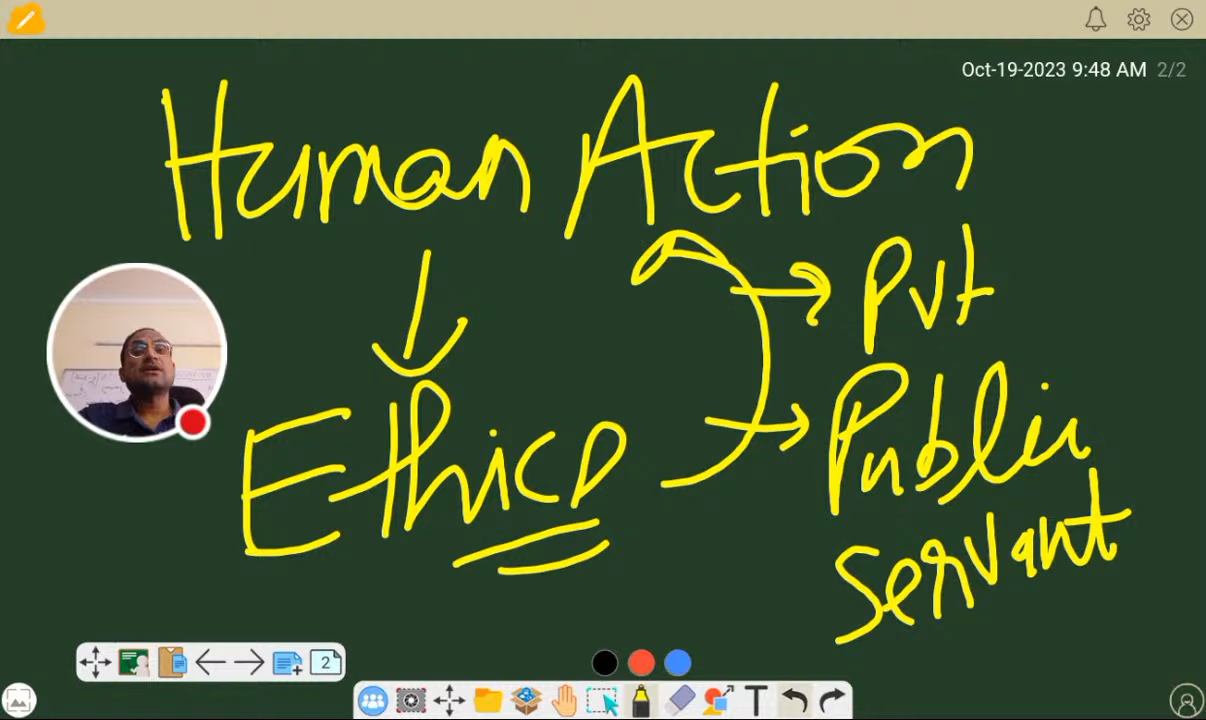 Oct-19-2023 9:48 AM 2/2
Human Action
Pvt
Ethics
Public
Servant
2
T